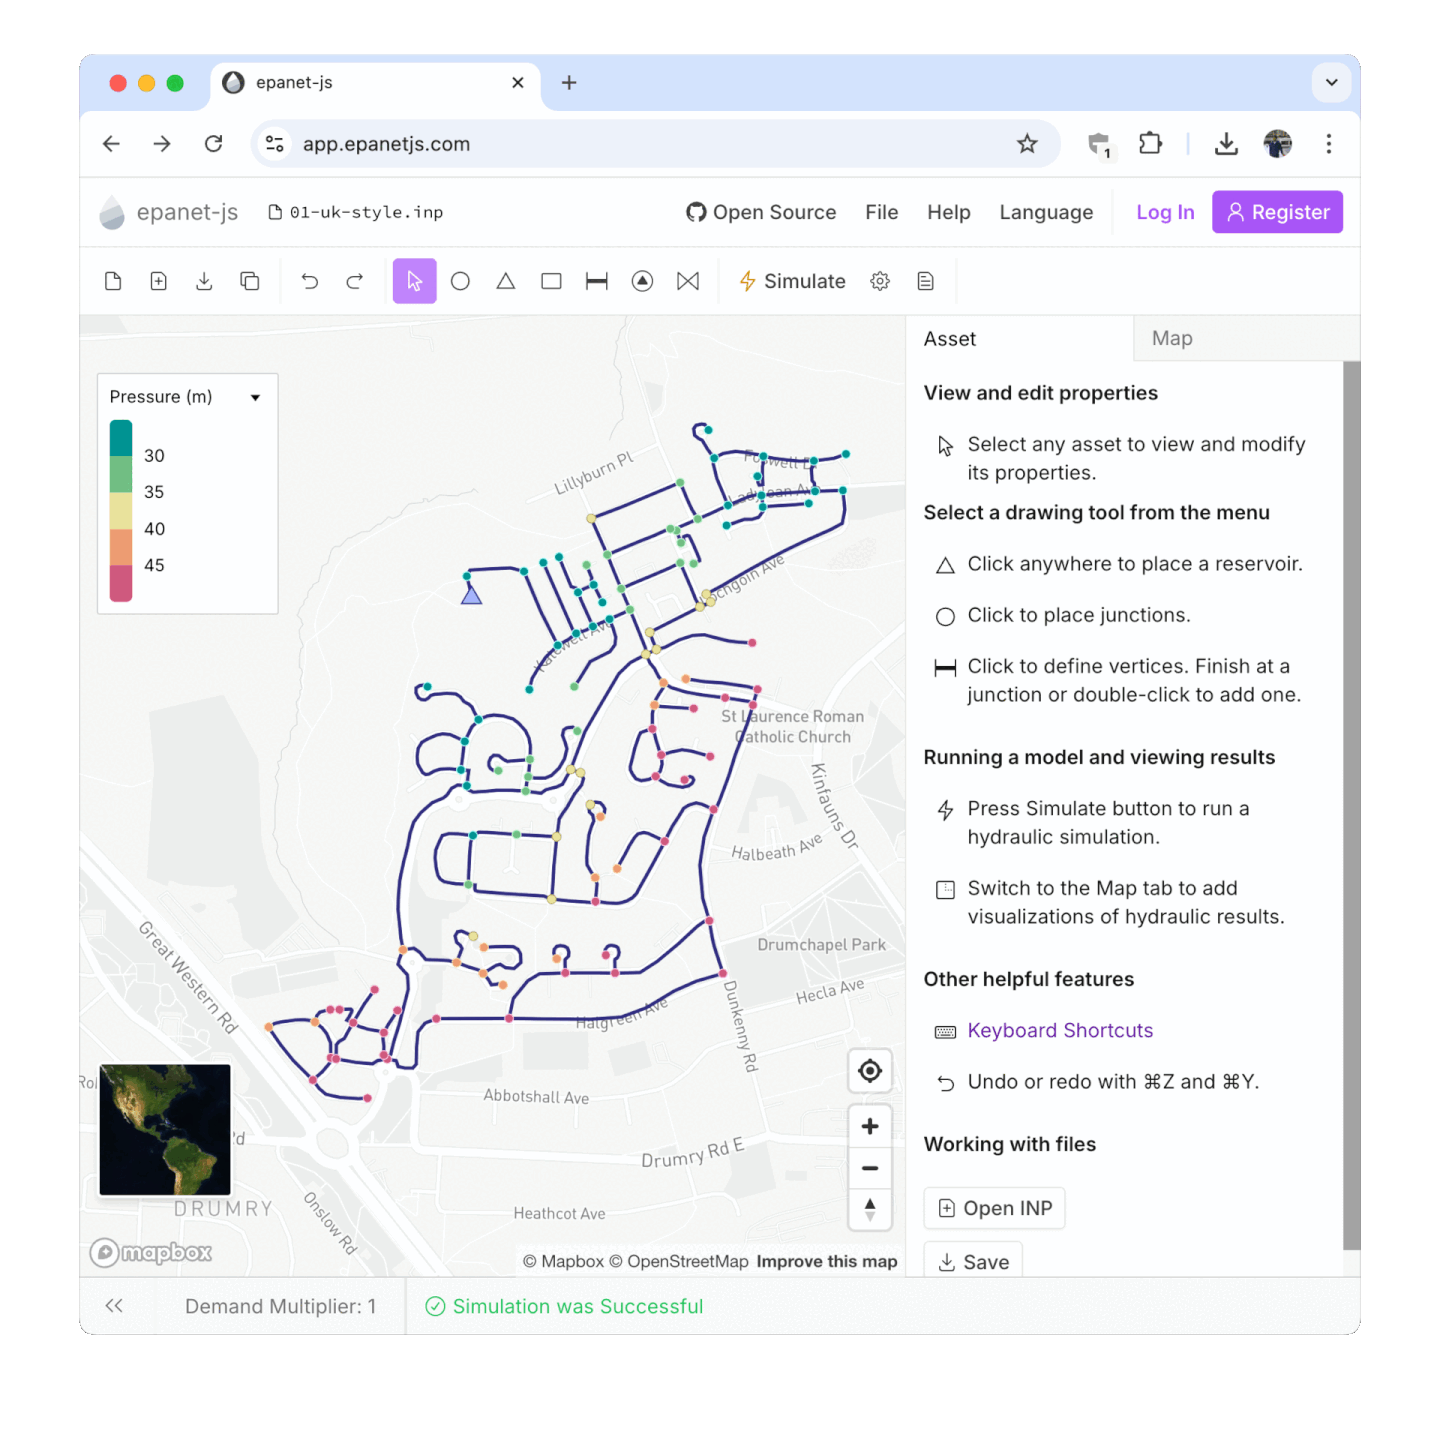 epanet-js
app.epanetjs.com
1
epanet-js
01-uk-style.inp
Open Source
File
Help
Language
Log In
Register
Simulate
Pressure (m)
30
35
40
45
Lillyburn Pl
Lochgoin Ave
St Laurence Roman
Catholic Church
Kinfauns Dr
Halbeath Ave
Drumchapel Park
Hecla Ave
Great Western Rd
Halgreen Ave
Dunkenny Rd
Abbotshall Ave
Drumry Rd E
DRUMRY
Onslow Rd
Heathcot Ave
mapbox
© Mapbox © OpenStreetMap Improve this map
Asset
Map
View and edit properties
Select any asset to view and modify
its properties.
Select a drawing tool from the menu
Click anywhere to place a reservoir.
Click to place junctions.
Click to define vertices. Finish at a
junction or double-click to add one.
Running a model and viewing results
Press Simulate button to run a
hydraulic simulation.
Switch to the Map tab to add
visualizations of hydraulic results.
Other helpful features
Keyboard Shortcuts
Undo or redo with ⌘Z and ⌘Y.
Working with files
Open INP
Save
Demand Multiplier: 1
Simulation was Successful